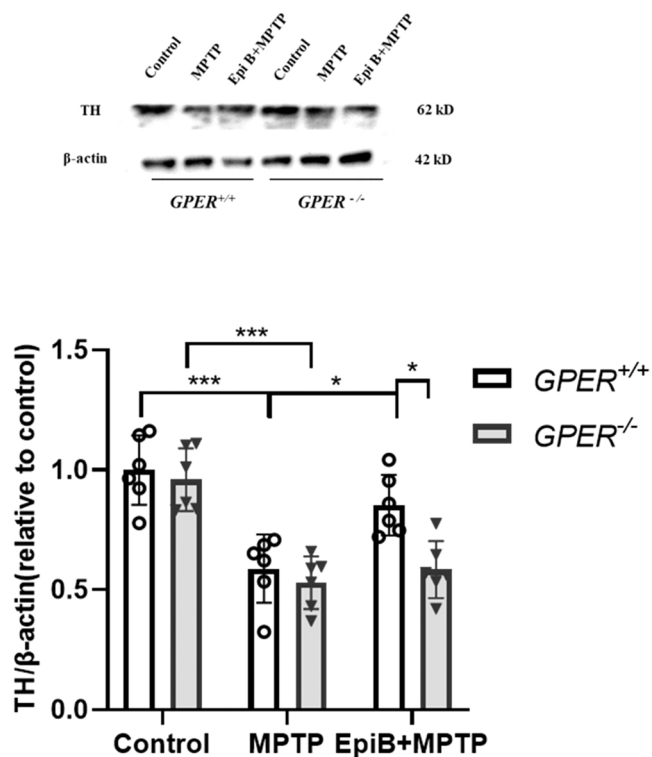 Control MPTP Epi B+MPTP Control MPTP Epi B+MPTP
TH 62 kD
β-actin 42 kD
GPER+/+ GPER -/-
***
*** * *
GPER+/+
GPER-/-
TH/β-actin(relative to control)
1.5
1.0
0.5
0.0
Control MPTP EpiB+MPTP